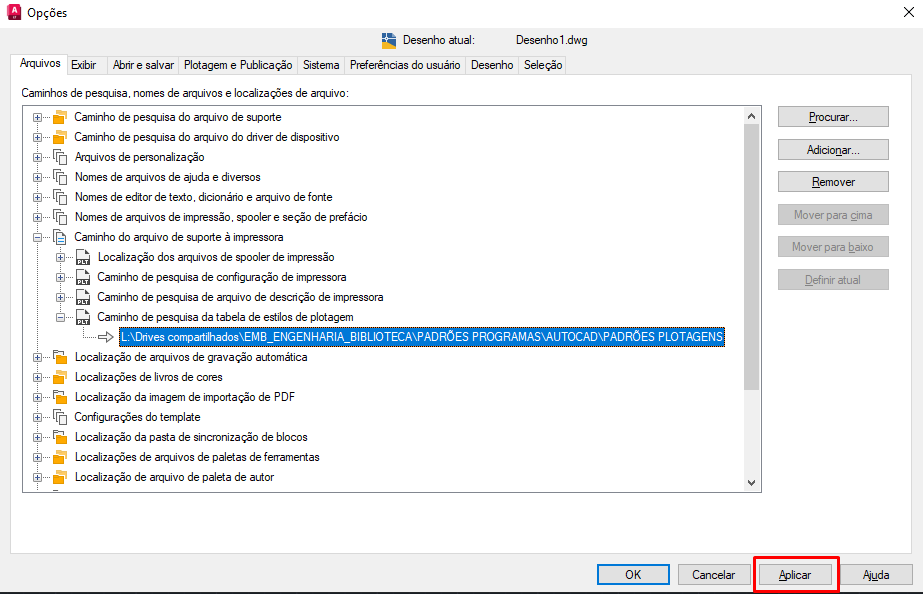 Opções
Desenho atual: Desenho1.dwg
Arquivos Exibir Abrir e salvar Plotagem e Publicação Sistema Preferências do usuário Desenho Seleção
Caminhos de pesquisa, nomes de arquivos e localizações de arquivo:
Caminho de pesquisa do arquivo de suporte
Caminho de pesquisa do arquivo do driver de dispositivo
Arquivos de personalização
Nomes de arquivos de ajuda e diversos
Nomes de editor de texto, dicionário e arquivo de fonte
Nomes de arquivos de impressão, spooler e seção de prefácio
Caminho do arquivo de suporte à impressora
PLT Localização dos arquivos de spooler de impressão
PLT Caminho de pesquisa de configuração de impressora
PLT Caminho de pesquisa de arquivo de descrição de impressora
PLT Caminho de pesquisa da tabela de estilos de plotagem
L:\Drives compartilhados\EMB_ENGENHARIA_BIBLIOTECA\PADRÕES PROGRAMAS\AUTOCAD\PADRÕES PLOTAGENS
Localização de arquivos de gravação automática
Localizações de livros de cores
Localização da imagem de importação de PDF
Configurações do template
Localização da pasta de sincronização de blocos
Localizações de arquivos de paletas de ferramentas
Localização de arquivo de paleta de autor
Procurar...
Adicionar...
Remover
Mover para cima
Mover para baixo
Definir atual
OK Cancelar Aplicar Ajuda